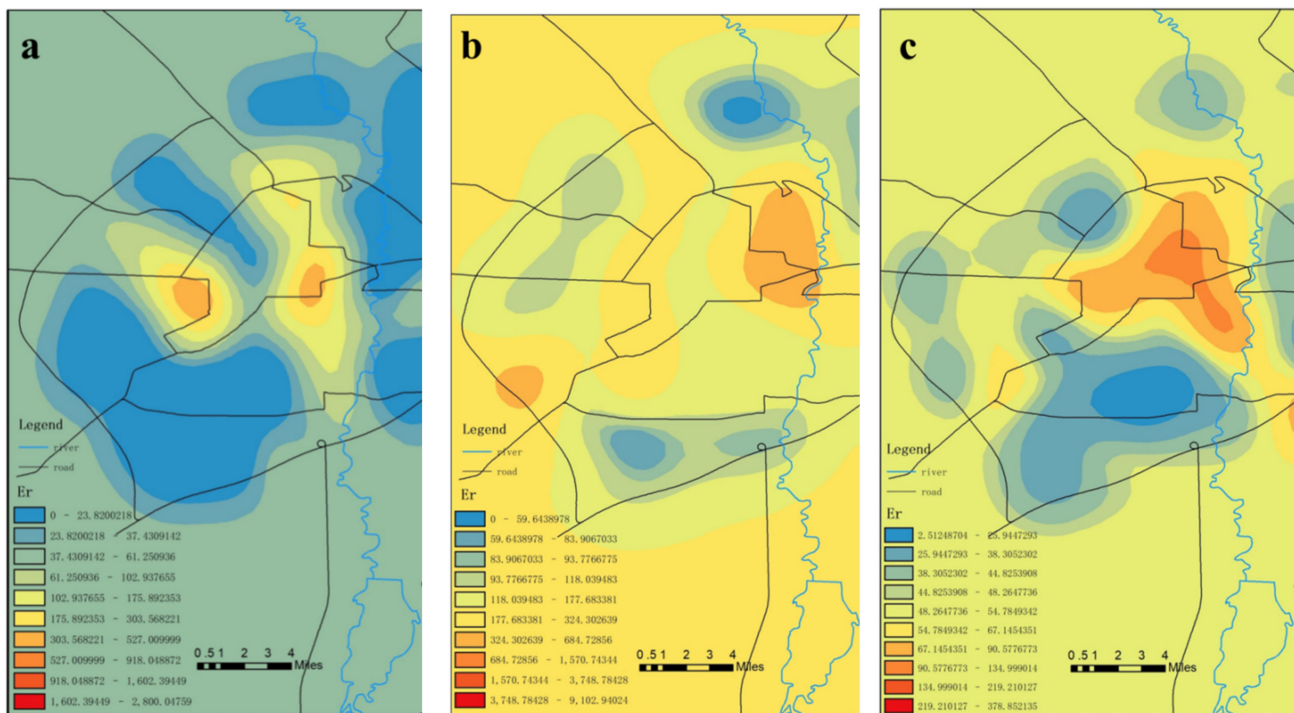 a
Legend
river
road
Er
0 - 23.8200218
23.8200218 - 37.4309142
37.4309142 - 61.250936
61.250936 - 102.937655
102.937655 - 175.892353
175.892353 - 303.568221
303.568221 - 527.009999
527.009999 - 918.048872
918.048872 - 1,602.39449
1,602.39449 - 2,800.04759
0 0.5 1 2 3 4
Miles
b
Legend
river
road
Er
0 - 59.6438978
59.6438978 - 83.9067033
83.9067033 - 93.7766775
93.7766775 - 118.039483
118.039483 - 177.683381
177.683381 - 324.302639
324.302639 - 684.72856
684.72856 - 1,570.74344
1,570.74344 - 3,748.78428
3,748.78428 - 9,102.94024
0 0.5 1 2 3 4
Miles
c
Legend
river
road
Er
2.51248704 - 25.9447293
25.9447293 - 38.3052302
38.3052302 - 44.8253908
44.8253908 - 48.2647736
48.2647736 - 54.7849342
54.7849342 - 67.1454351
67.1454351 - 90.5776773
90.5776773 - 134.999014
134.999014 - 219.210127
219.210127 - 378.852135
0 0.5 1 2 3 4
Miles